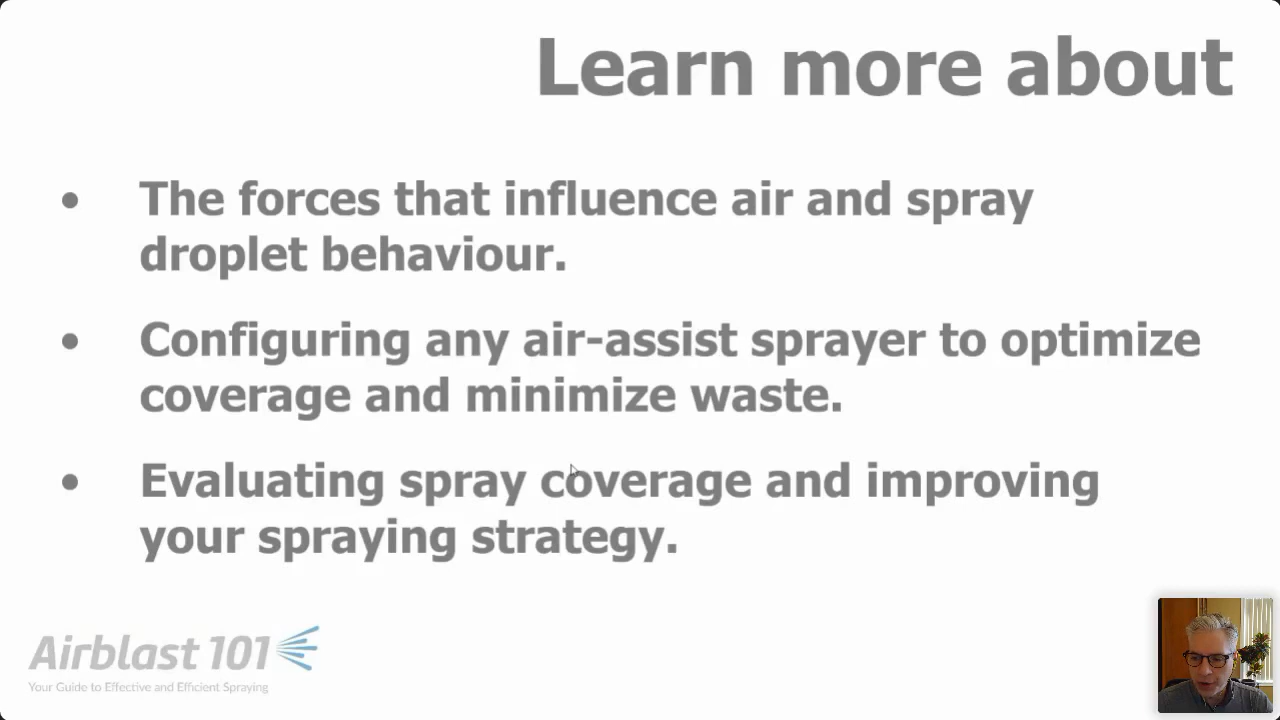 Learn more about
• The forces that influence air and spray
droplet behaviour.
• Configuring any air-assist sprayer to optimize
coverage and minimize waste.
• Evaluating spray coverage and improving
your spraying strategy.
Airblast 101
Your Guide to Effective and Efficient Spraying